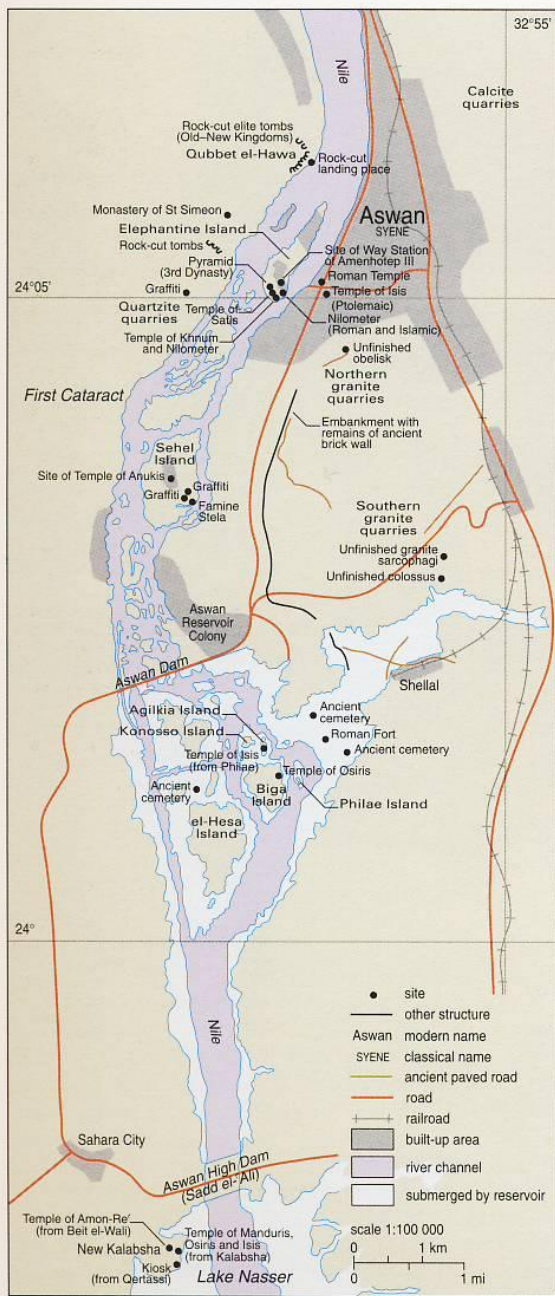 32°55'
Nile
Calcite
quarries
Rock-cut elite tombs
(Old–New Kingdoms)
Qubbet el-Hawa
Rock-cut
landing place
Monastery of St Simeon
Aswan
SYENE
Elephantine Island
Rock-cut tombs
Site of Way Station
of Amenhotep III
Pyramid
(3rd Dynasty)
Roman Temple
24°05'
Graffiti
Temple of Isis
(Ptolemaic)
Quartzite
quarries
Temple of
Satis
Nilometer
(Roman and Islamic)
Temple of Khnum
and Nilometer
Unfinished
obelisk
Northern
granite
quarries
First Cataract
Embankment with
remains of ancient
brick wall
Sehel
Island
Site of Temple of Anukis
Graffiti
Graffiti
Famine
Stela
Southern
granite
quarries
Unfinished granite
sarcophagi
Unfinished colossus
Aswan
Reservoir
Colony
Aswan Dam
Shellal
Agilkia Island
Ancient
cemetery
Konosso Island
Roman Fort
Temple of Isis
(from Philae)
Ancient cemetery
Temple of Osiris
Ancient
cemetery
Biga
Island
Philae Island
el-Hesa
Island
24°
Nile
site
other structure
Aswan modern name
SYENE classical name
ancient paved road
road
railroad
built-up area
river channel
submerged by reservoir
Sahara City
Aswan High Dam
(Sadd el-‘Ali)
scale 1:100 000
0 1 km
0 1 mi
Temple of Amon-Re‘
(from Beit el-Wali)
Temple of Manduris,
Osiris and Isis
(from Kalabsha)
New Kalabsha
Kiosk
(from Qertassi)
Lake Nasser